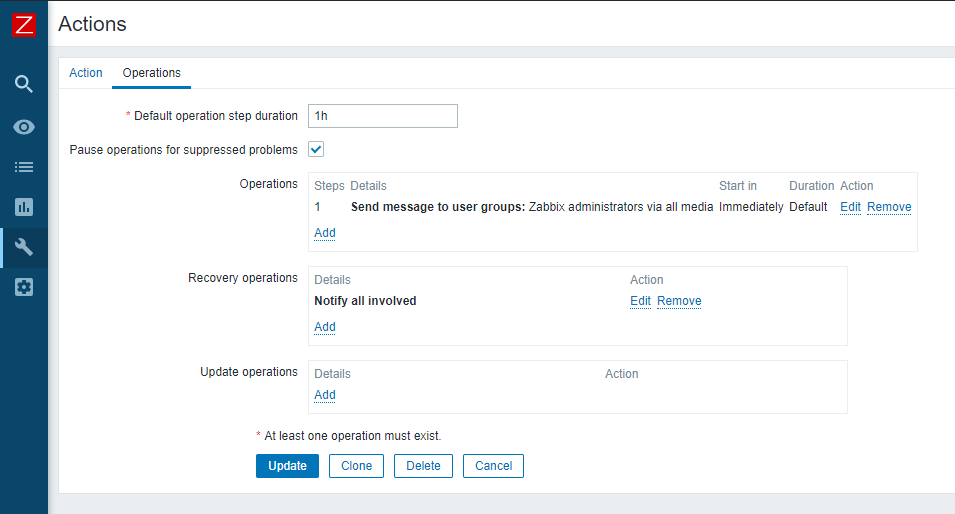 Z
Actions
Action Operations
* Default operation step duration 1h
Pause operations for suppressed problems
Operations Steps Details Start in Duration Action
1 Send message to user groups: Zabbix administrators via all media Immediately Default Edit Remove
Add
Recovery operations Details Action
Notify all involved Edit Remove
Add
Update operations Details Action
Add
* At least one operation must exist.
Update Clone Delete Cancel